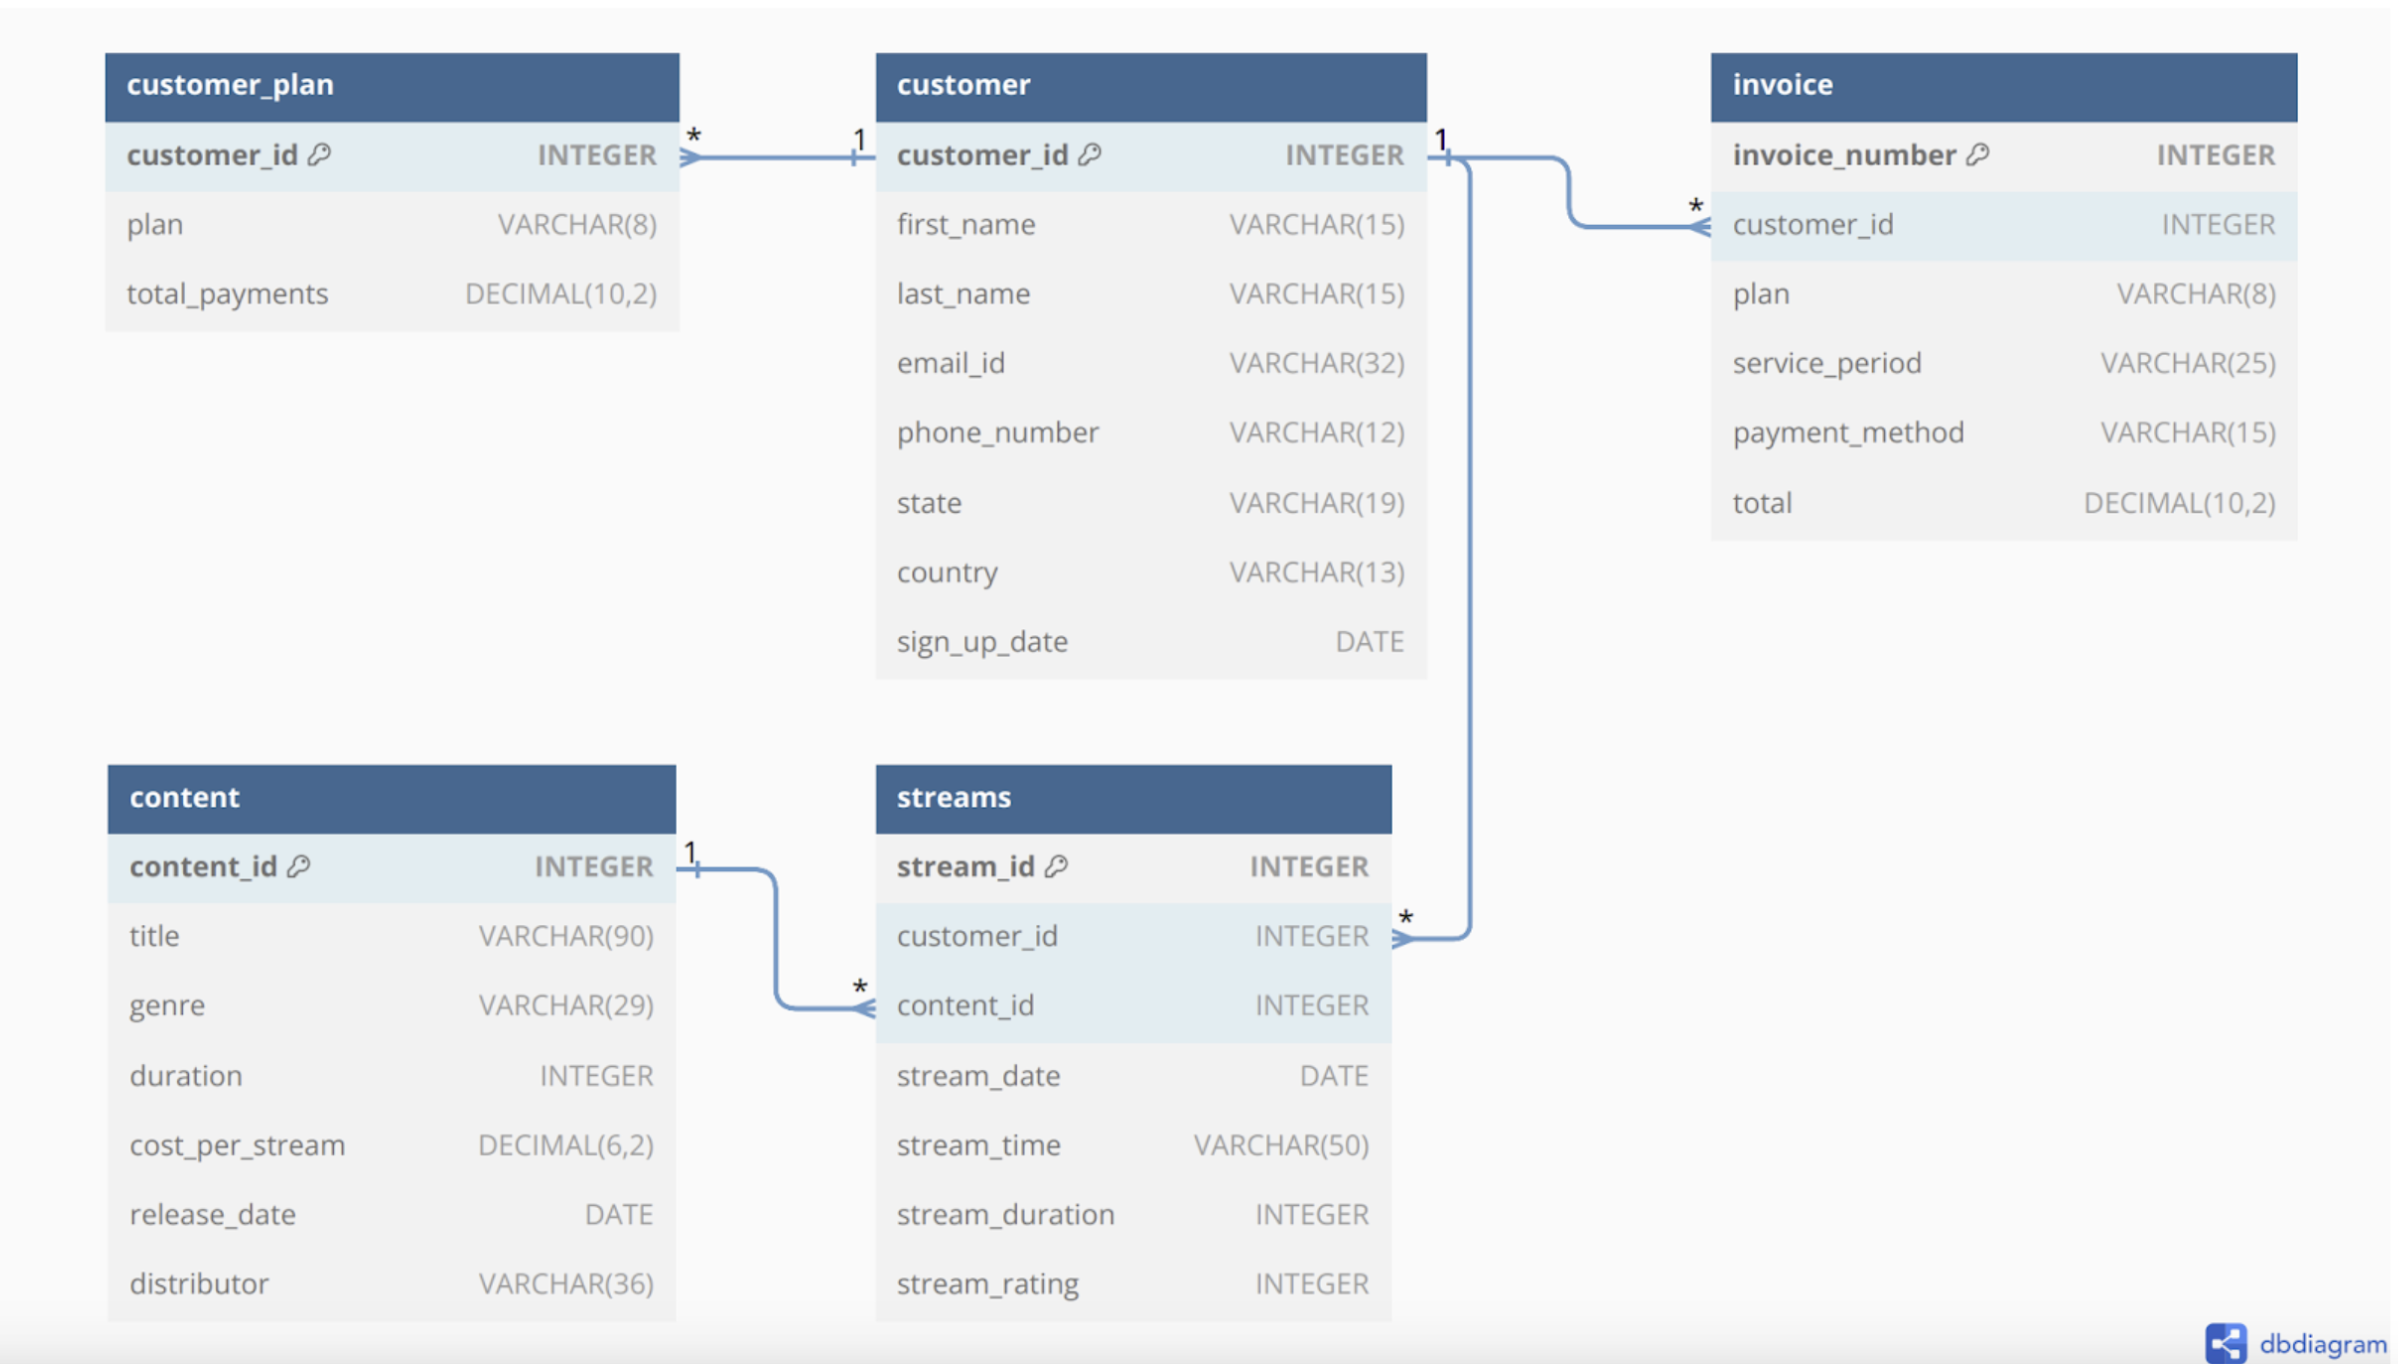 customer_plan
customer_id INTEGER
plan VARCHAR(8)
total_payments DECIMAL(10,2)
* 1
customer
customer_id INTEGER
first_name VARCHAR(15)
last_name VARCHAR(15)
email_id VARCHAR(32)
phone_number VARCHAR(12)
state VARCHAR(19)
country VARCHAR(13)
sign_up_date DATE
1 *
invoice
invoice_number INTEGER
customer_id INTEGER
plan VARCHAR(8)
service_period VARCHAR(25)
payment_method VARCHAR(15)
total DECIMAL(10,2)
content
content_id INTEGER
title VARCHAR(90)
genre VARCHAR(29)
duration INTEGER
cost_per_stream DECIMAL(6,2)
release_date DATE
distributor VARCHAR(36)
1 *
streams
stream_id INTEGER
customer_id INTEGER
content_id INTEGER
stream_date DATE
stream_time VARCHAR(50)
stream_duration INTEGER
stream_rating INTEGER
*
dbdiagram